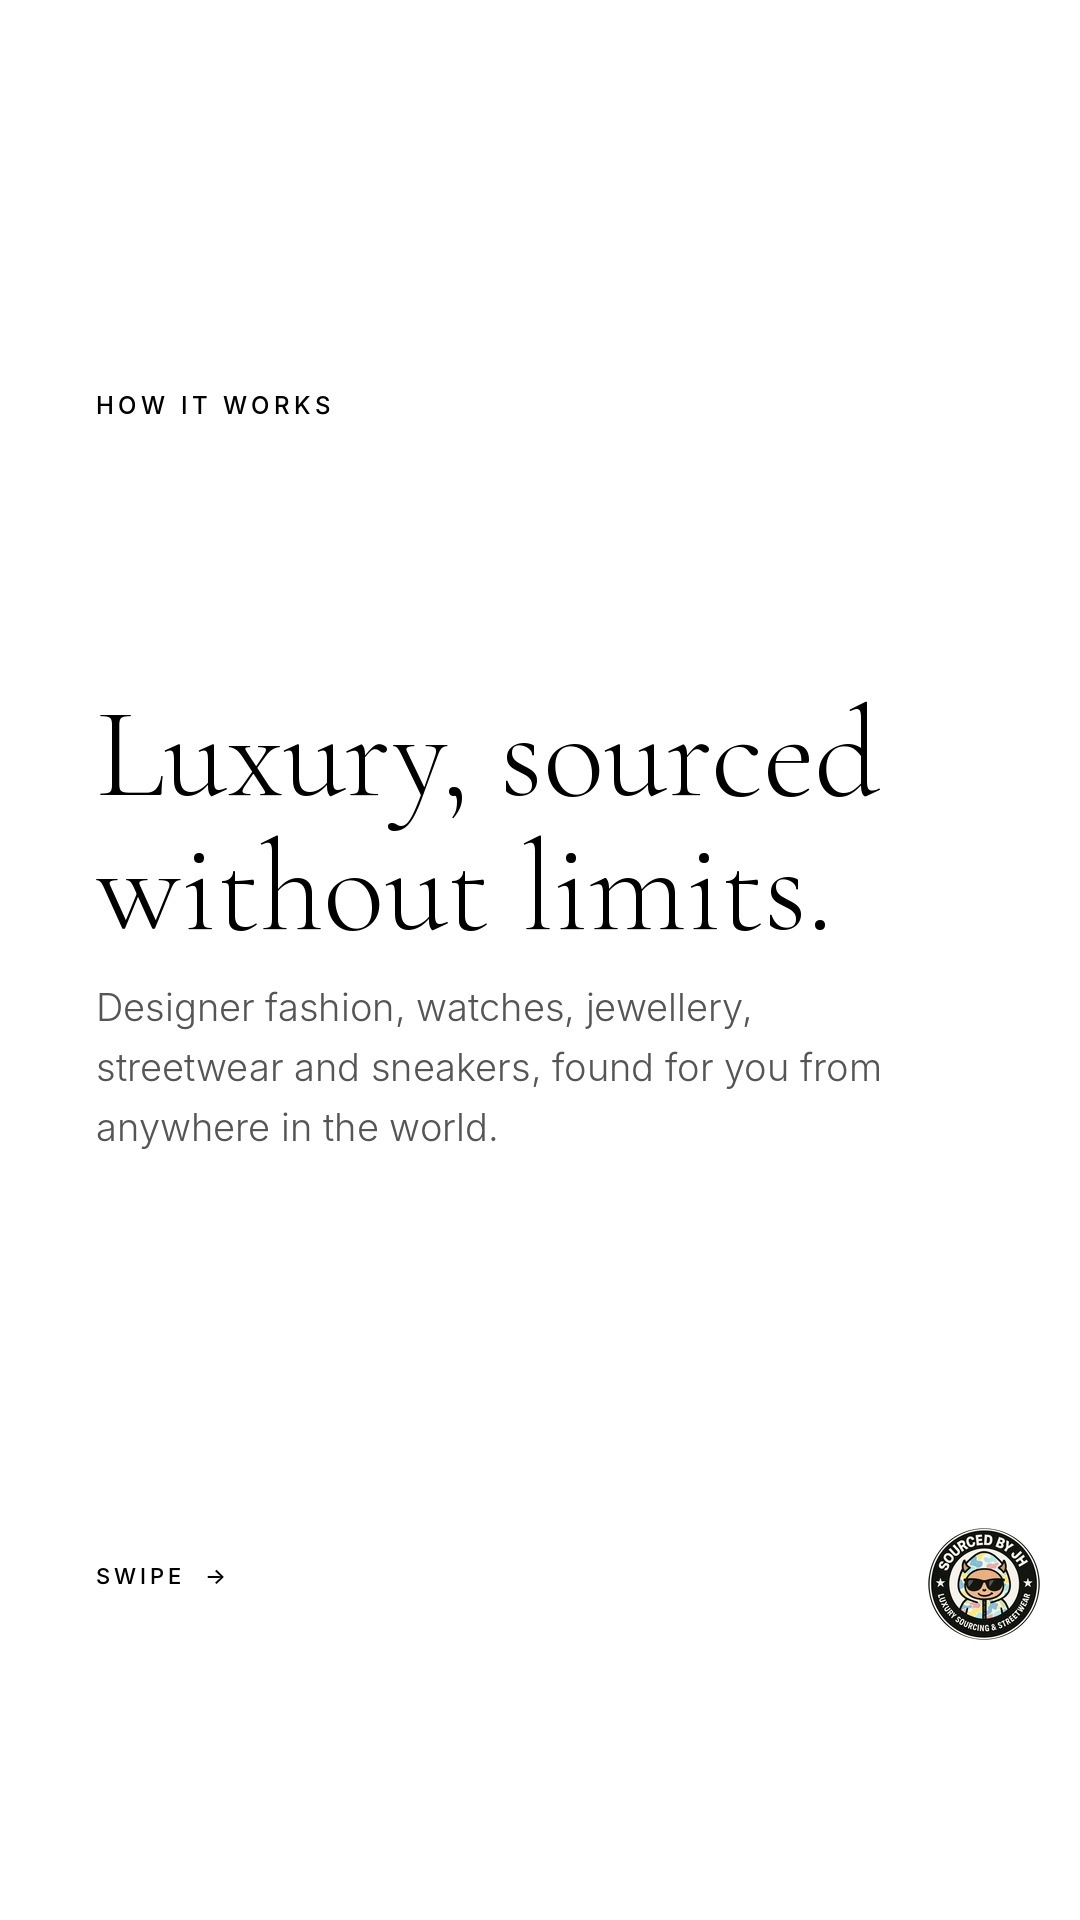 HOW IT WORKS
Luxury, sourced
without limits.
Designer fashion, watches, jewellery,
streetwear and sneakers, found for you from
anywhere in the world.
SWIPE →
SOURCED BY JH
LUXURY SOURCING & STREETWEAR